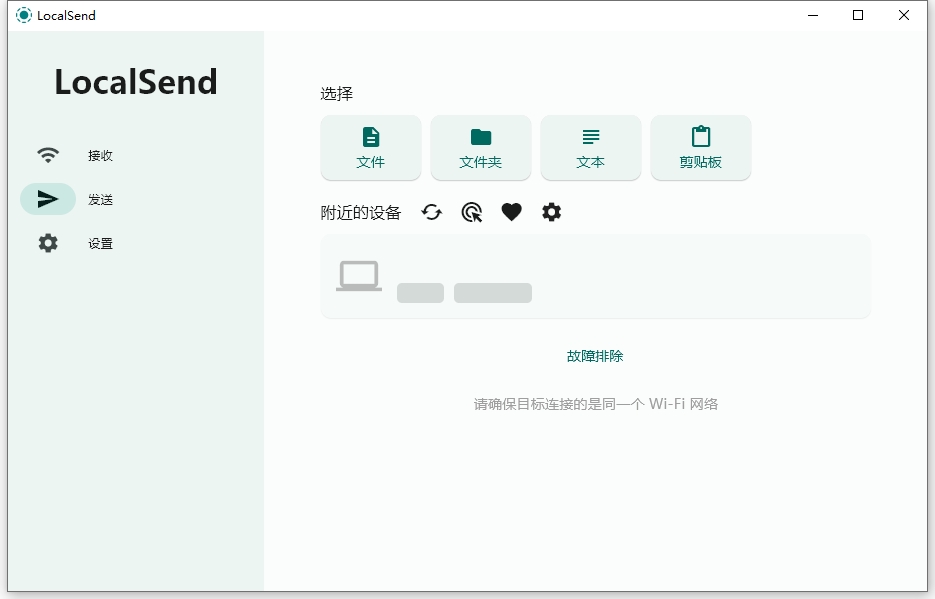 LocalSend
LocalSend
接收
发送
设置
选择
文件
文件夹
文本
剪贴板
附近的设备
故障排除
请确保目标连接的是同一个 Wi-Fi 网络